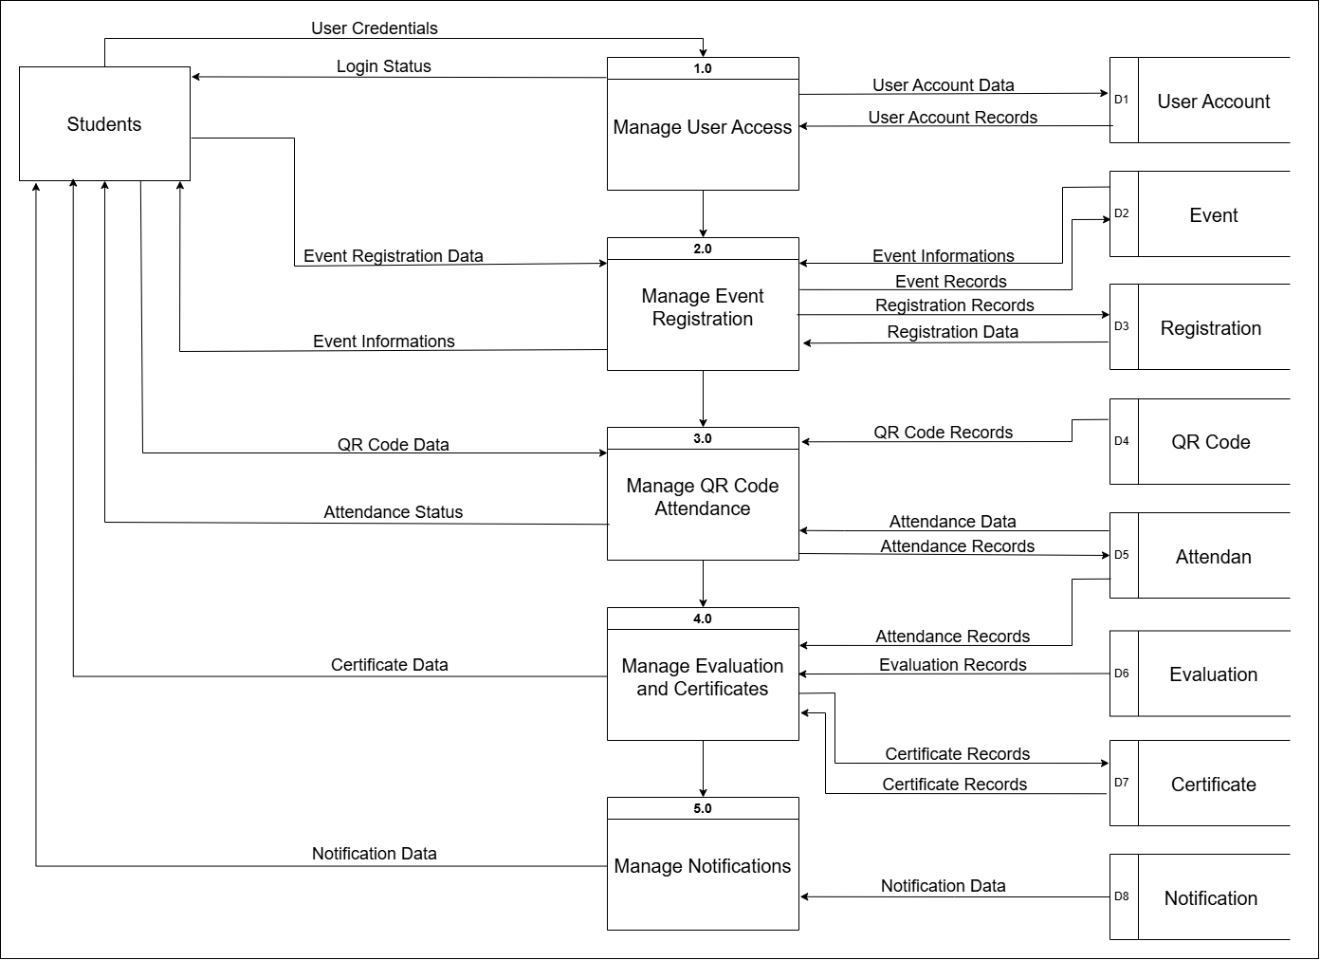 User Credentials
Login Status
Students
1.0
Manage User Access
User Account Data
User Account Records
D1
User Account
D2
Event
Event Registration Data
2.0
Manage Event
Registration
Event Informations
Event Records
Registration Records
Registration Data
D3
Registration
Event Informations
QR Code Data
3.0
Manage QR Code
Attendance
QR Code Records
D4
QR Code
Attendance Status
Attendance Data
Attendance Records
D5
Attendan
4.0
Manage Evaluation
and Certificates
Attendance Records
Evaluation Records
D6
Evaluation
Certificate Data
Certificate Records
Certificate Records
D7
Certificate
5.0
Manage Notifications
Notification Data
Notification Data
D8
Notification